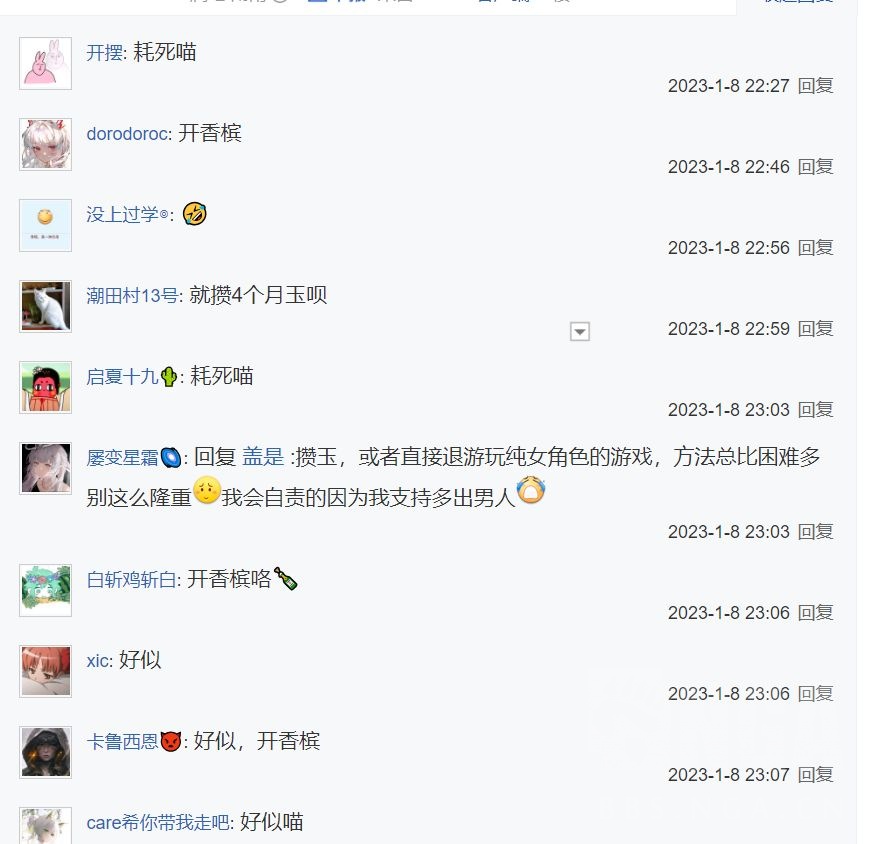 开摆: 耗死喵
2023-1-8 22:27 回复
dorodoroc: 开香槟
2023-1-8 22:46 回复
没上过学: 🤣
2023-1-8 22:56 回复
潮田村13号: 就攒4个月玉呗
2023-1-8 22:59 回复
启夏十九🌵: 耗死喵
2023-1-8 23:03 回复
屡变星霜: 回复 盖是 :攒玉，或者直接退游玩纯女角色的游戏，方法总比困难多
别这么隆重我会自责的因为我支持多出男人
2023-1-8 23:03 回复
白斩鸡斩白: 开香槟咯🍾
2023-1-8 23:06 回复
xic: 好似
2023-1-8 23:06 回复
卡鲁西恩😈: 好似，开香槟
2023-1-8 23:07 回复
care希你带我走吧: 好似喵